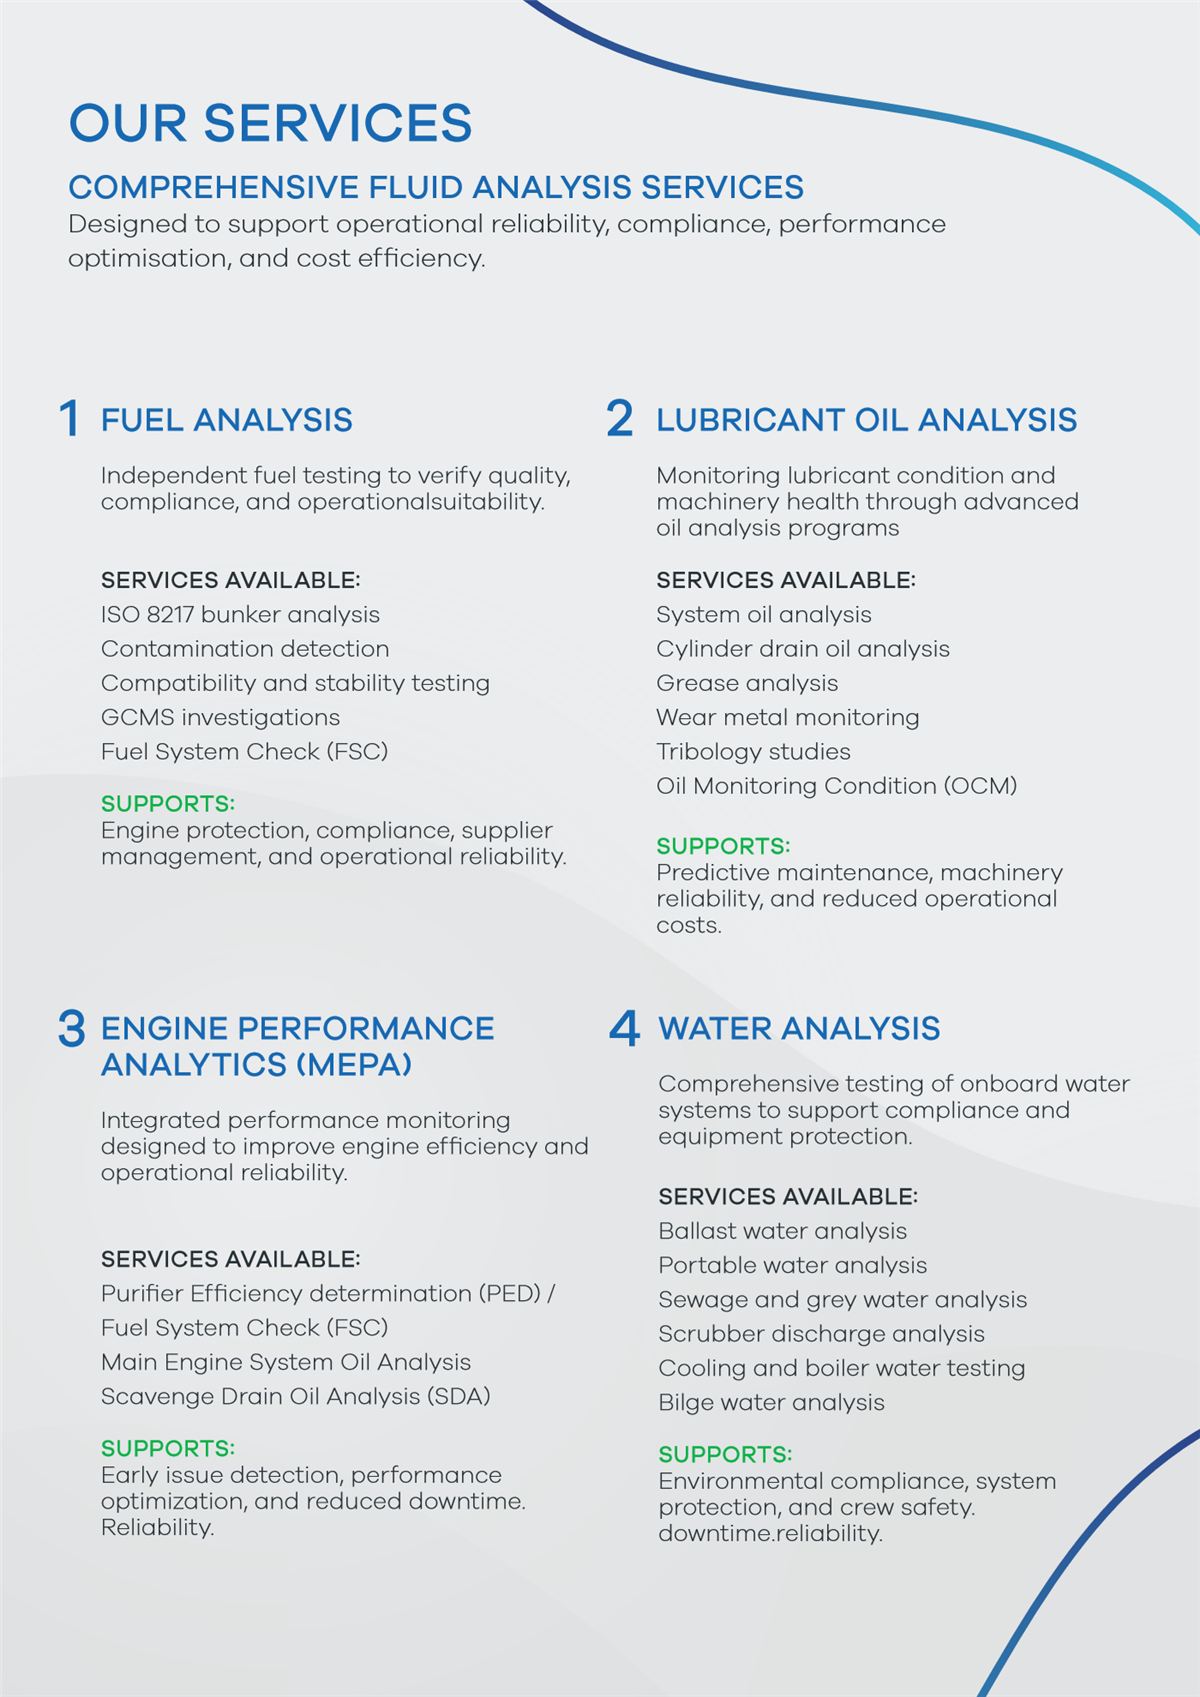 OUR SERVICES
COMPREHENSIVE FLUID ANALYSIS SERVICES
Designed to support operational reliability, compliance, performance
optimisation, and cost efficiency.
1 FUEL ANALYSIS
Independent fuel testing to verify quality,
compliance, and operationalsuitability.
SERVICES AVAILABLE:
ISO 8217 bunker analysis
Contamination detection
Compatibility and stability testing
GCMS investigations
Fuel System Check (FSC)
SUPPORTS:
Engine protection, compliance, supplier
management, and operational reliability.
2 LUBRICANT OIL ANALYSIS
Monitoring lubricant condition and
machinery health through advanced
oil analysis programs
SERVICES AVAILABLE:
System oil analysis
Cylinder drain oil analysis
Grease analysis
Wear metal monitoring
Tribology studies
Oil Monitoring Condition (OCM)
SUPPORTS:
Predictive maintenance, machinery
reliability, and reduced operational
costs.
3 ENGINE PERFORMANCE
ANALYTICS (MEPA)
Integrated performance monitoring
designed to improve engine efficiency and
operational reliability.
SERVICES AVAILABLE:
Purifier Efficiency determination (PED) /
Fuel System Check (FSC)
Main Engine System Oil Analysis
Scavenge Drain Oil Analysis (SDA)
SUPPORTS:
Early issue detection, performance
optimization, and reduced downtime.
Reliability.
4 WATER ANALYSIS
Comprehensive testing of onboard water
systems to support compliance and
equipment protection.
SERVICES AVAILABLE:
Ballast water analysis
Portable water analysis
Sewage and grey water analysis
Scrubber discharge analysis
Cooling and boiler water testing
Bilge water analysis
SUPPORTS:
Environmental compliance, system
protection, and crew safety.
downtime.reliability.